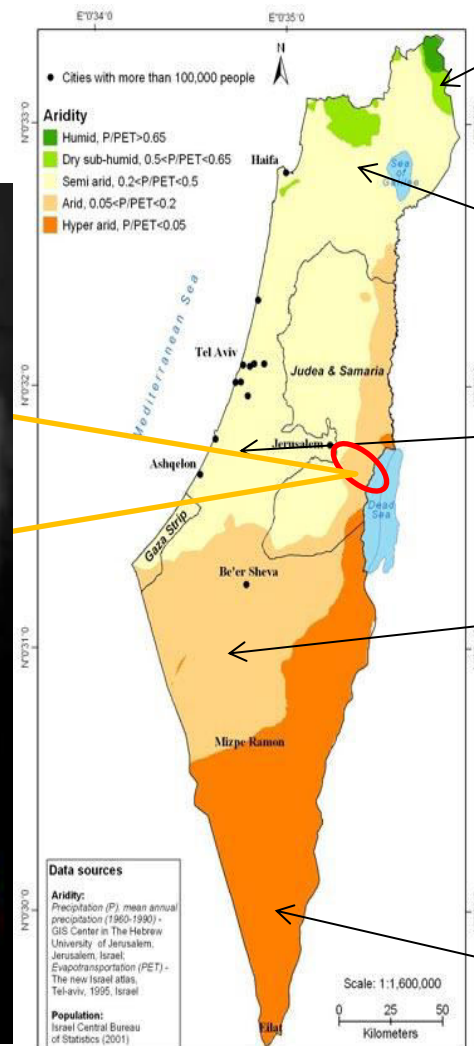 E°0'34 E°0'35
N
• Cities with more than 100,000 people
Aridity
Humid, P/PET>0.65
Dry sub-humid, 0.5<P/PET<0.65
Semi arid, 0.2<P/PET<0.5
Arid, 0.05<P/PET<0.2
Hyper arid, P/PET<0.05
N°0'33
Haifa
Sea
of
Galilee
Mediterranean Sea
Tel Aviv
Judea & Samaria
N°0'32
Jerusalem
Ashqelon
Dead
Sea
Gaza Strip
Be'er Sheva
N°0'31
Mizpe Ramon
Data sources
Aridity:
Precipitation (P), mean annual
precipitation (1960-1990) -
GIS Center in The Hebrew
University of Jerusalem,
Jerusalem, Israel;
Evapotransportation (PET) -
The new Israel atlas,
Tel-aviv, 1995, Israel
Population:
Israel Central Bureau
of Statistics (2001)
N°0'30
Scale: 1:1,600,000
0 25 50
Kilometers
Eilat